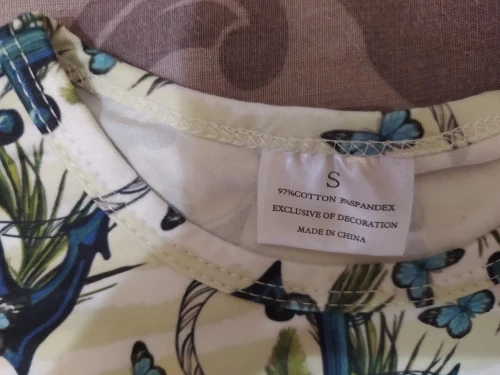 S
97%COTTON 3%SPANDEX
EXCLUSIVE OF DECORATION
MADE IN CHINA